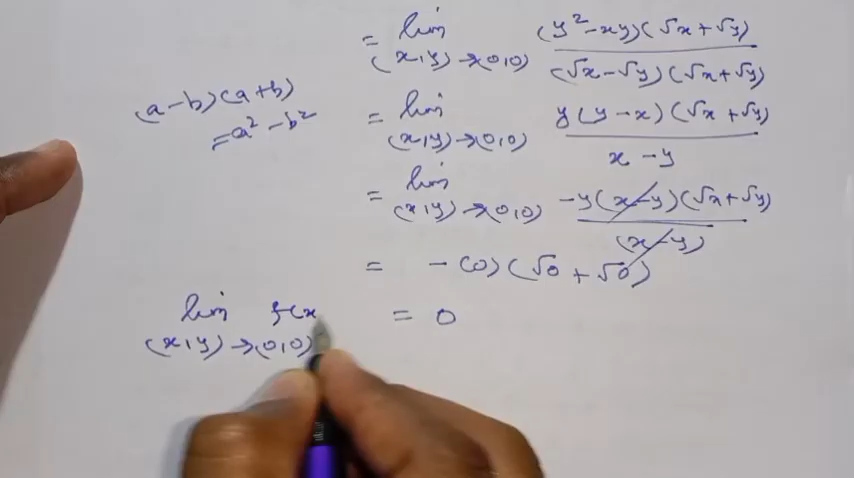 = lim (x,y)→(0,0) (y² - xy)(√x + √y) / (√x - √y)(√x + √y)
(a - b)(a + b)
= a² - b²
= lim (x,y)→(0,0) y(y - x)(√x + √y) / x - y
= lim (x,y)→(0,0) -y(x - y)(√x + √y) / (x - y)
= -(0)(√0 + √0)
lim (x,y)→(0,0) f(x = 0